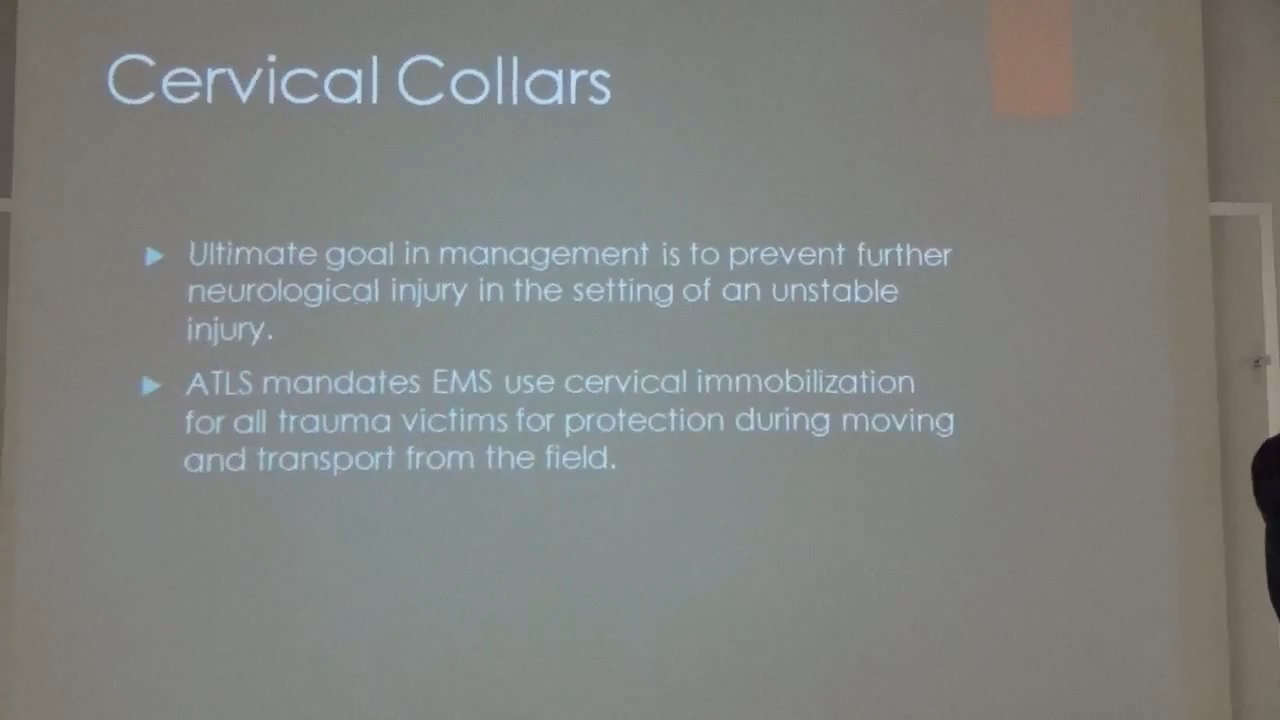 Cervical Collars
Ultimate goal in management is to prevent further
neurological injury in the setting of an unstable
injury.
ATLS mandates EMS use cervical immobilization
for all trauma victims for protection during moving
and transport from the field.